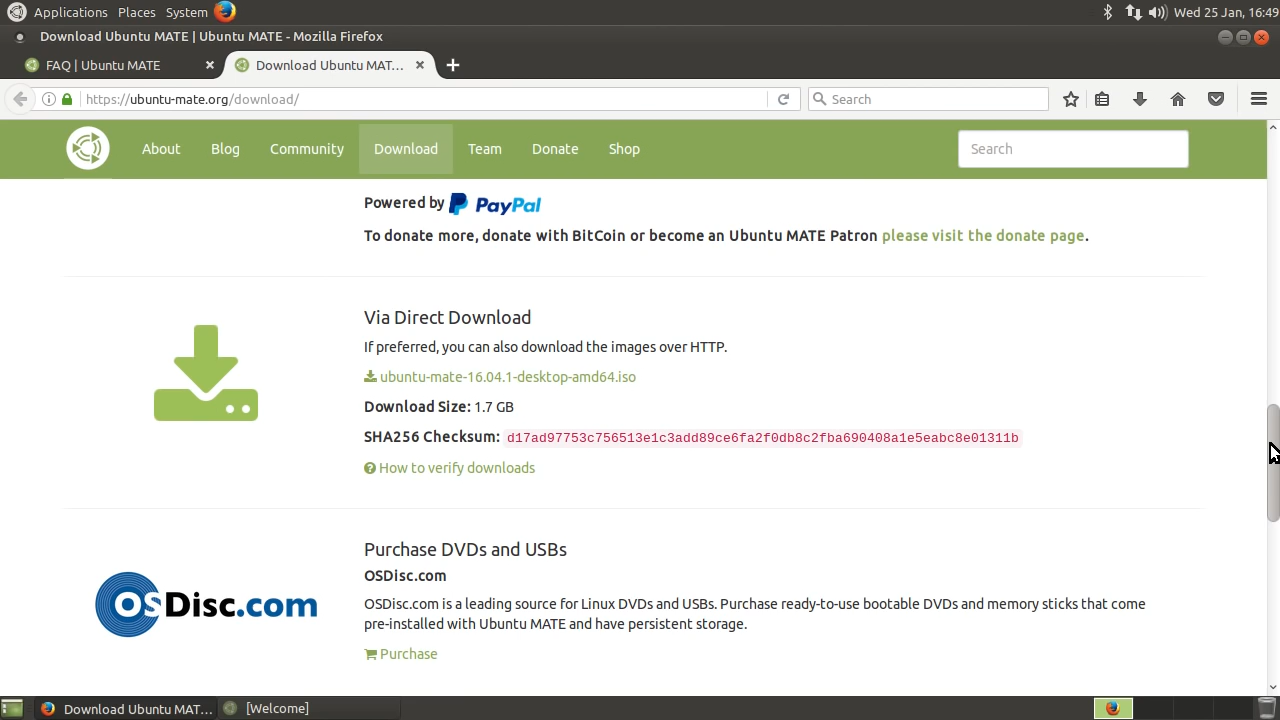 Applications Places System Wed 25 Jan, 16:49
Download Ubuntu MATE | Ubuntu MATE - Mozilla Firefox
FAQ | Ubuntu MATE × Download Ubuntu MAT... × +
https://ubuntu-mate.org/download/ Search
About Blog Community Download Team Donate Shop Search
Powered by PayPal
To donate more, donate with BitCoin or become an Ubuntu MATE Patron please visit the donate page.
Via Direct Download
If preferred, you can also download the images over HTTP.
ubuntu-mate-16.04.1-desktop-amd64.iso
Download Size: 1.7 GB
SHA256 Checksum: d17ad97753c756513e1c3add89ce6fa2f0db8c2fba690408a1e5eabc8e01311b
How to verify downloads
Purchase DVDs and USBs
OSDisc.com
OSDisc.com
OSDisc.com is a leading source for Linux DVDs and USBs. Purchase ready-to-use bootable DVDs and memory sticks that come
pre-installed with Ubuntu MATE and have persistent storage.
Purchase
Download Ubuntu MAT... [Welcome]